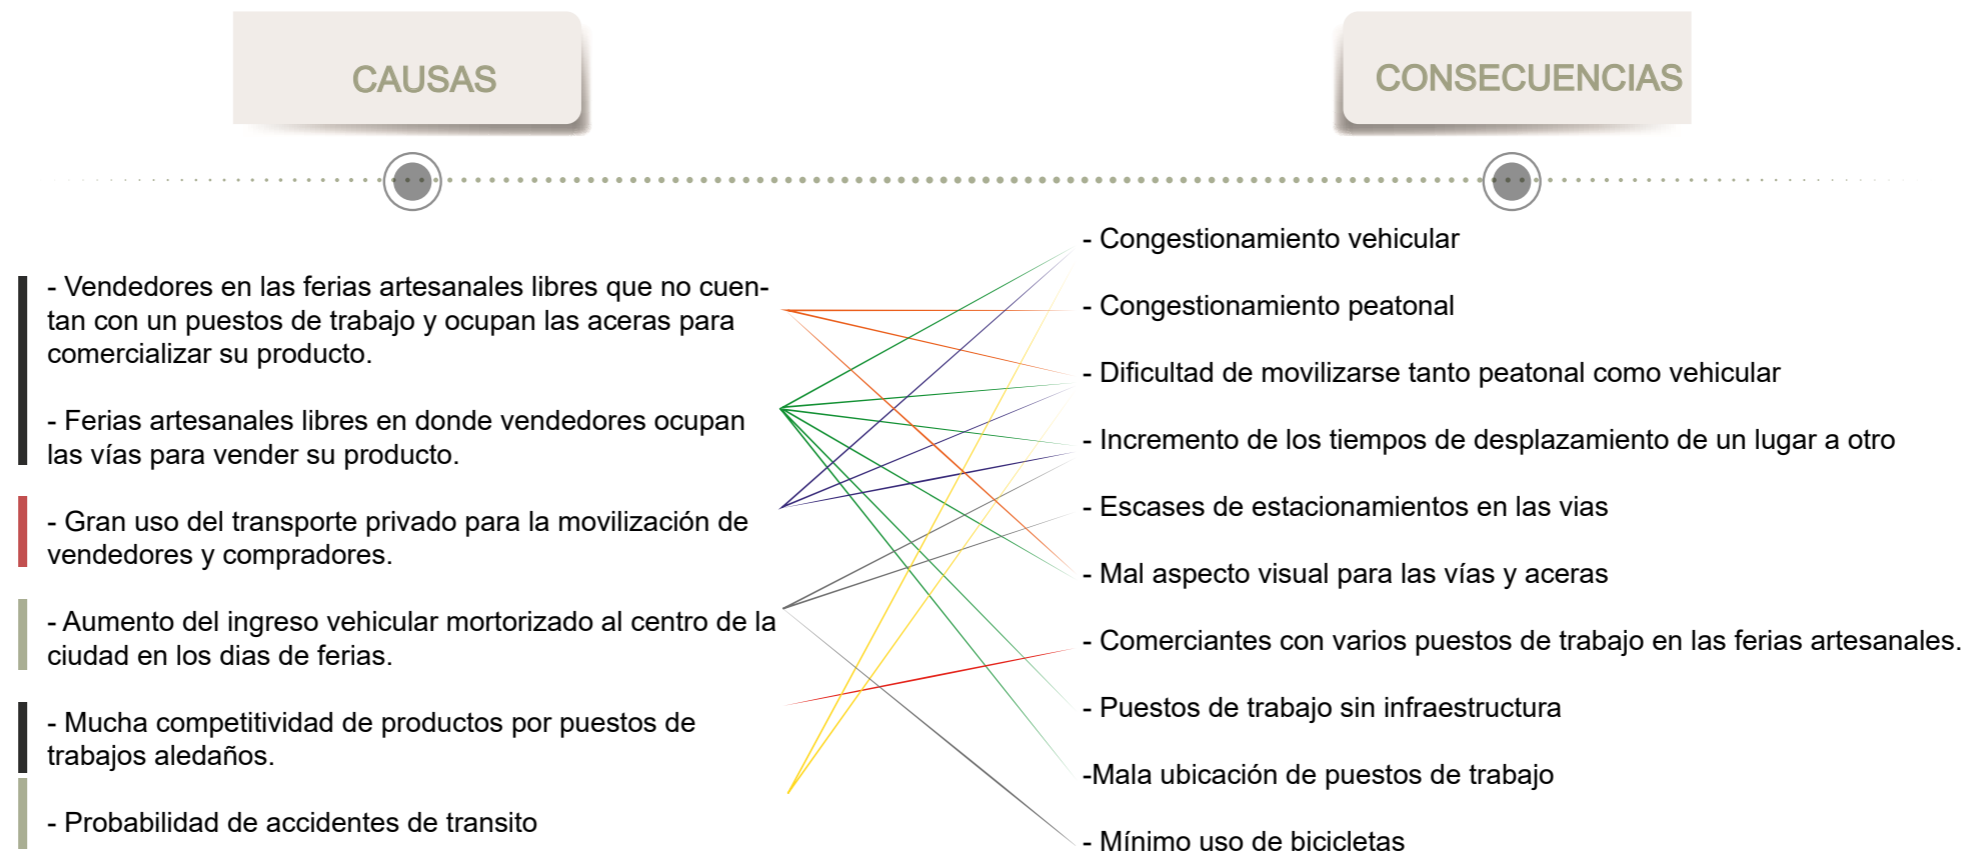 CAUSAS
CONSECUENCIAS
- Vendedores en las ferias artesanales libres que no cuen-
tan con un puestos de trabajo y ocupan las aceras para
comercializar su producto.
- Ferias artesanales libres en donde vendedores ocupan
las vías para vender su producto.
- Gran uso del transporte privado para la movilización de
vendedores y compradores.
- Aumento del ingreso vehicular mortorizado al centro de la
ciudad en los dias de ferias.
- Mucha competitividad de productos por puestos de
trabajos aledaños.
- Probabilidad de accidentes de transito
- Congestionamiento vehicular
- Congestionamiento peatonal
- Dificultad de movilizarse tanto peatonal como vehicular
- Incremento de los tiempos de desplazamiento de un lugar a otro
- Escases de estacionamientos en las vias
- Mal aspecto visual para las vías y aceras
- Comerciantes con varios puestos de trabajo en las ferias artesanales.
- Puestos de trabajo sin infraestructura
-Mala ubicación de puestos de trabajo
- Mínimo uso de bicicletas